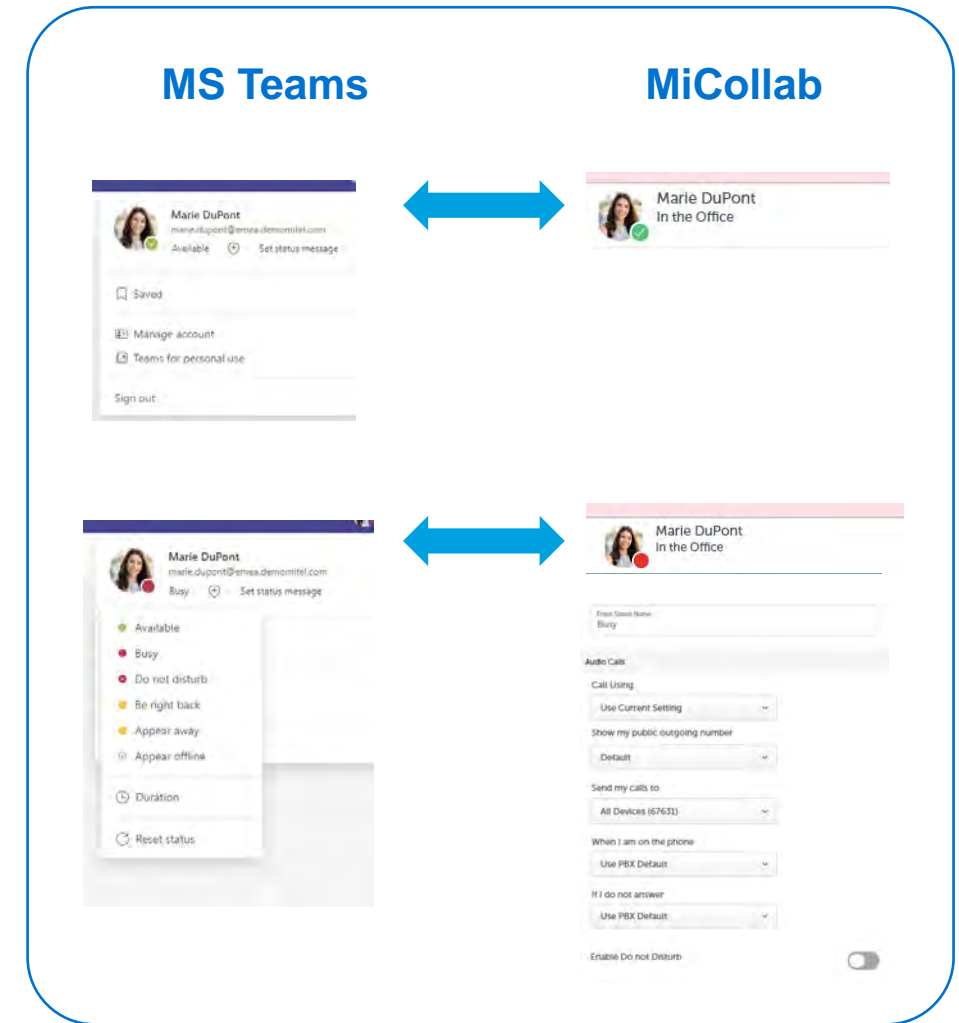 MS Teams
MiCollab
Marie DuPont
marie.dupont@emea.demomitel.com
Available
Set status message
Saved
Manage account
Teams for personal use
Sign out
Marie DuPont
In the Office
Marie DuPont
marie.dupont@emea.demomitel.com
Busy
Set status message
Available
Busy
Do not disturb
Be right back
Appear away
Appear offline
Duration
Reset status
Marie DuPont
In the Office
Busy
Audio Calls
Call Using
Use Current Setting
Show my public outgoing number
Default
Send my calls to
All Devices (67631)
When I am on the phone
Use PBX Default
If I do not answer
Use PBX Default
Enable Do not Disturb